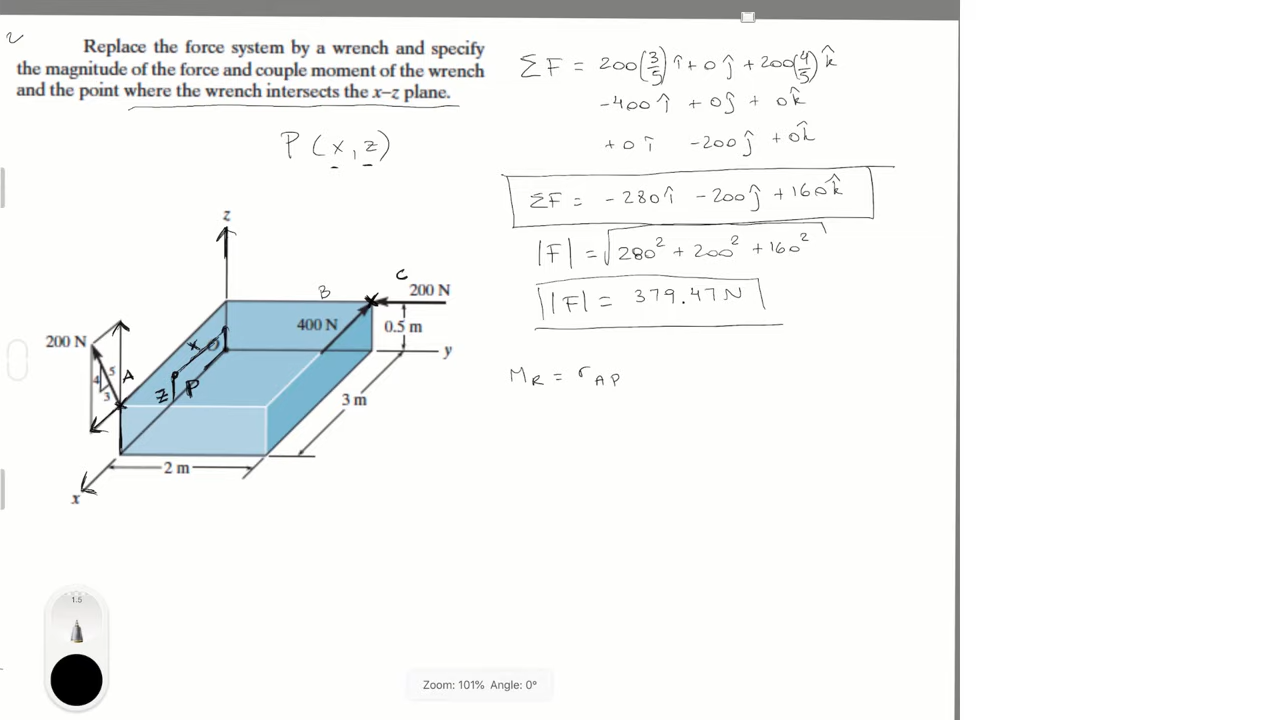 Replace the force system by a wrench and specify
the magnitude of the force and couple moment of the wrench
and the point where the wrench intersects the x–z plane.
P (x, z)
ΣF = 200(3/5) î + 0 ĵ + 200(4/5) k̂
-400 î + 0 ĵ + 0 k̂
+ 0 î -200 ĵ + 0 k̂
ΣF = -280 î -200 ĵ + 160 k̂
|F| = √280² + 200² + 160²
|F| = 379.47 N
M_R = r_AP
z
B
C
200 N
400 N
0.5 m
200 N
x
O
y
5
4
3
A
z
P
3 m
2 m
x
1.5
Zoom: 101% Angle: 0°